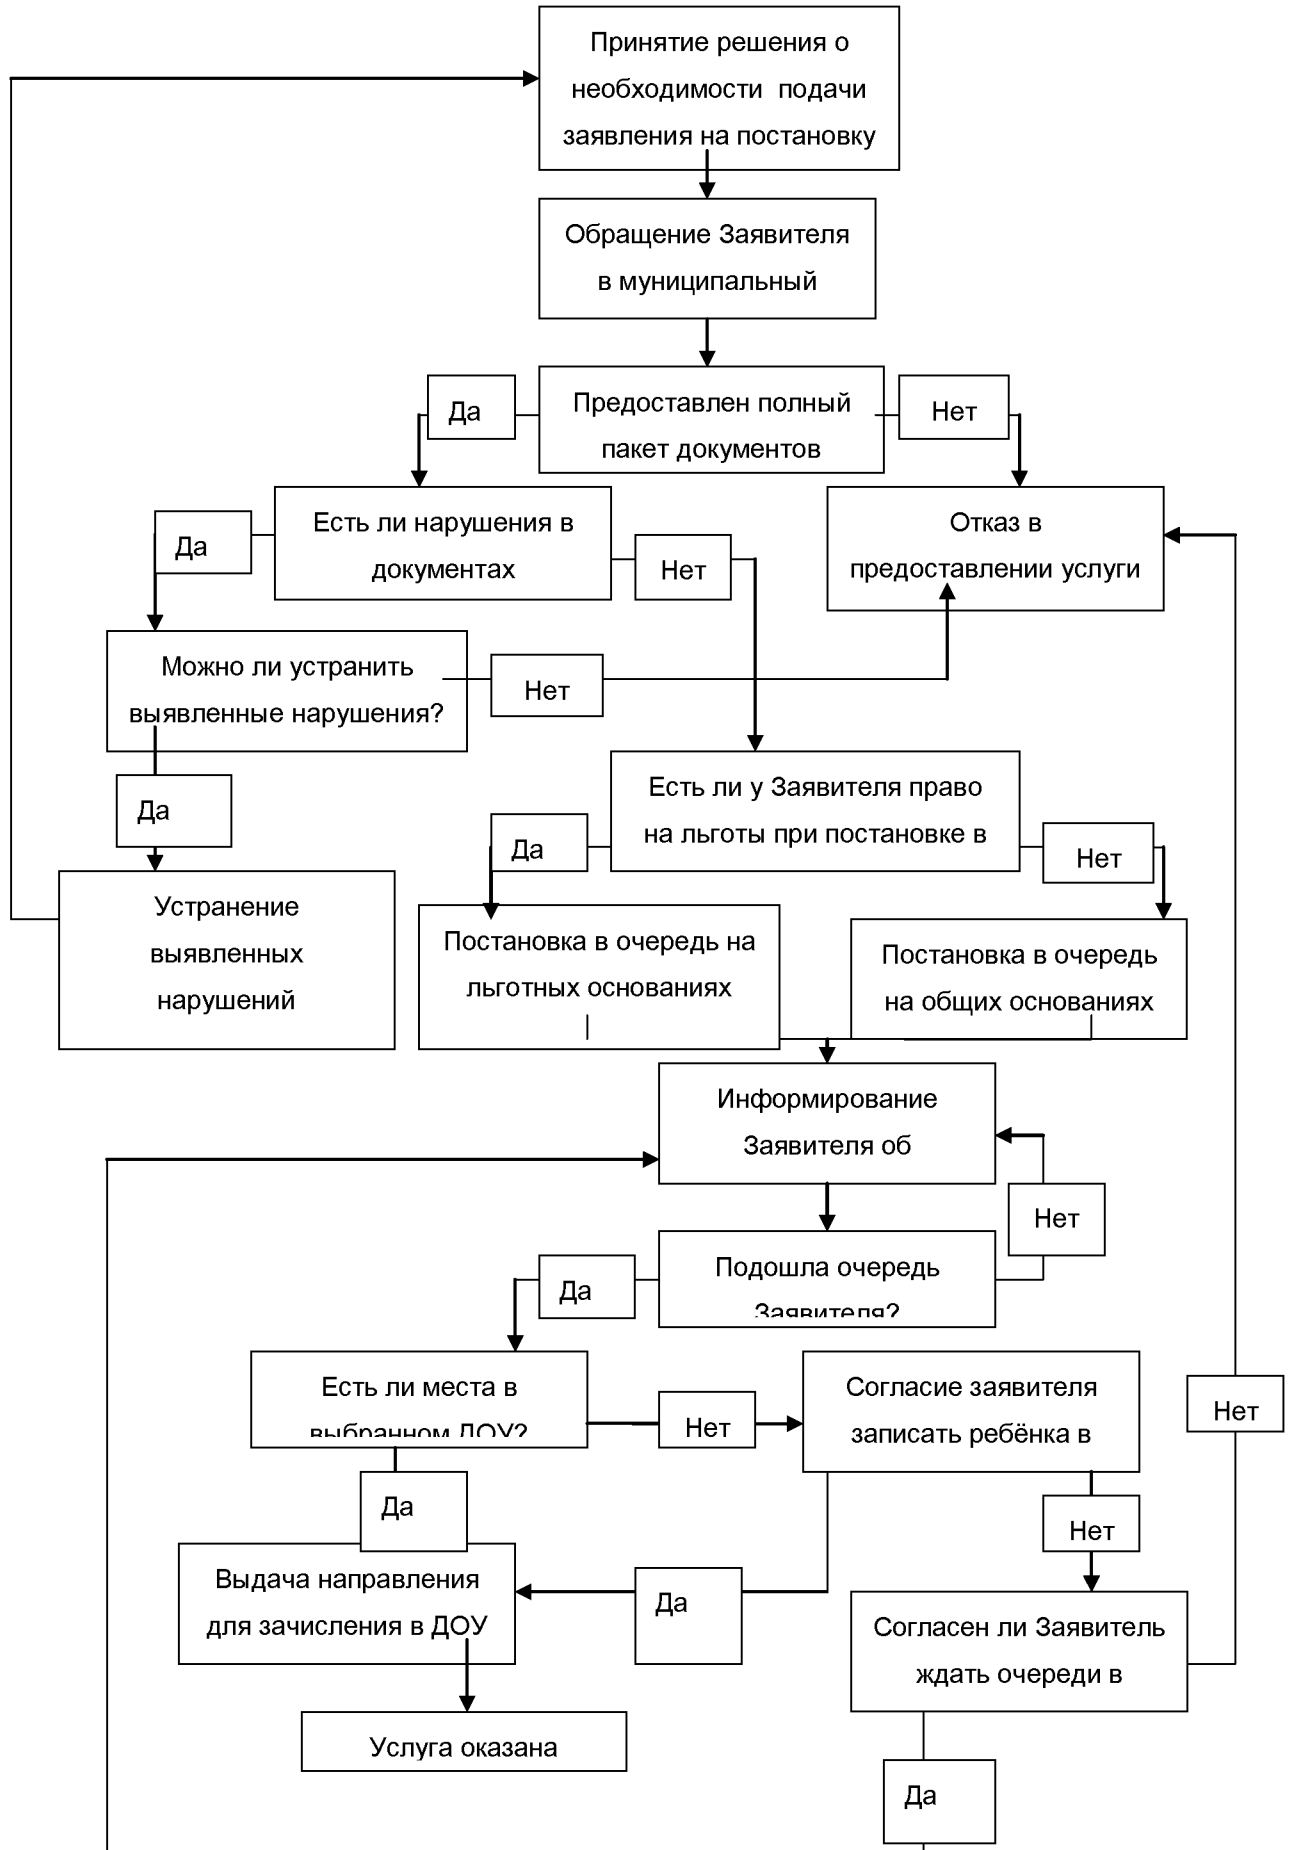 Принятие решения о
необходимости подачи
заявления на постановку
Обращение Заявителя
в муниципальный
Предоставлен полный
пакет документов
Да
Нет
Есть ли нарушения в
документах
Отказ в
предоставлении услуги
Да
Нет
Можно ли устранить
выявленные нарушения?
Нет
Да
Есть ли у Заявителя право
на льготы при постановке в
Да
Нет
Устранение
выявленных
нарушений
Постановка в очередь на
льготных основаниях
Постановка в очередь
на общих основаниях
Информирование
Заявителя об
Нет
Подошла очередь
Заявителя?
Да
Есть ли места в
выбранном ДОУ?
Нет
Согласие заявителя
записать ребёнка в
Нет
Да
Нет
Выдача направления
для зачисления в ДОУ
Да
Согласен ли Заявитель
ждать очереди в
Услуга оказана
Да